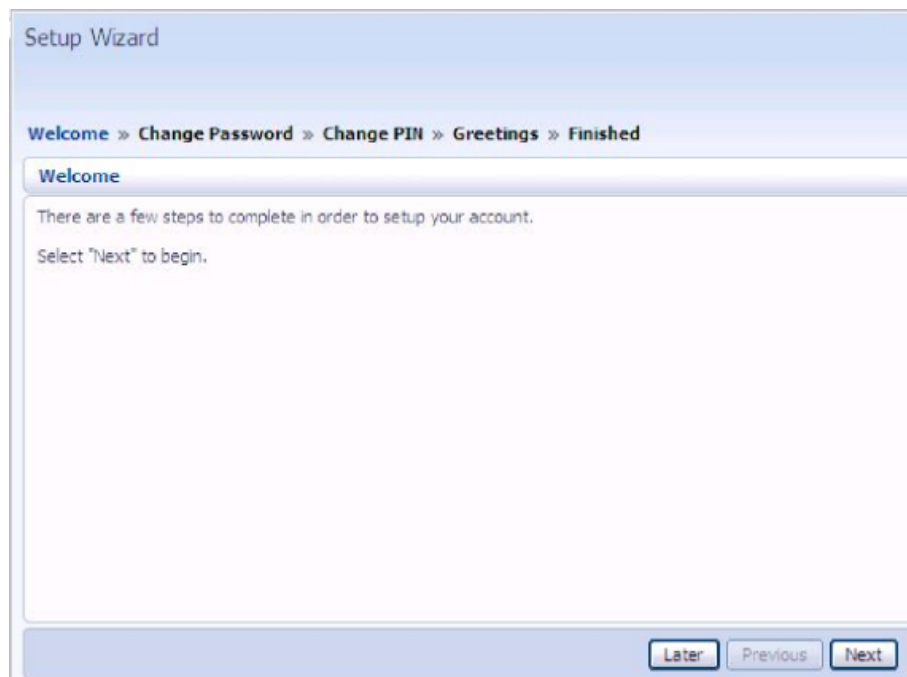 Setup Wizard
Welcome » Change Password » Change PIN » Greetings » Finished
Welcome
There are a few steps to complete in order to setup your account.
Select "Next" to begin.
Later Previous Next